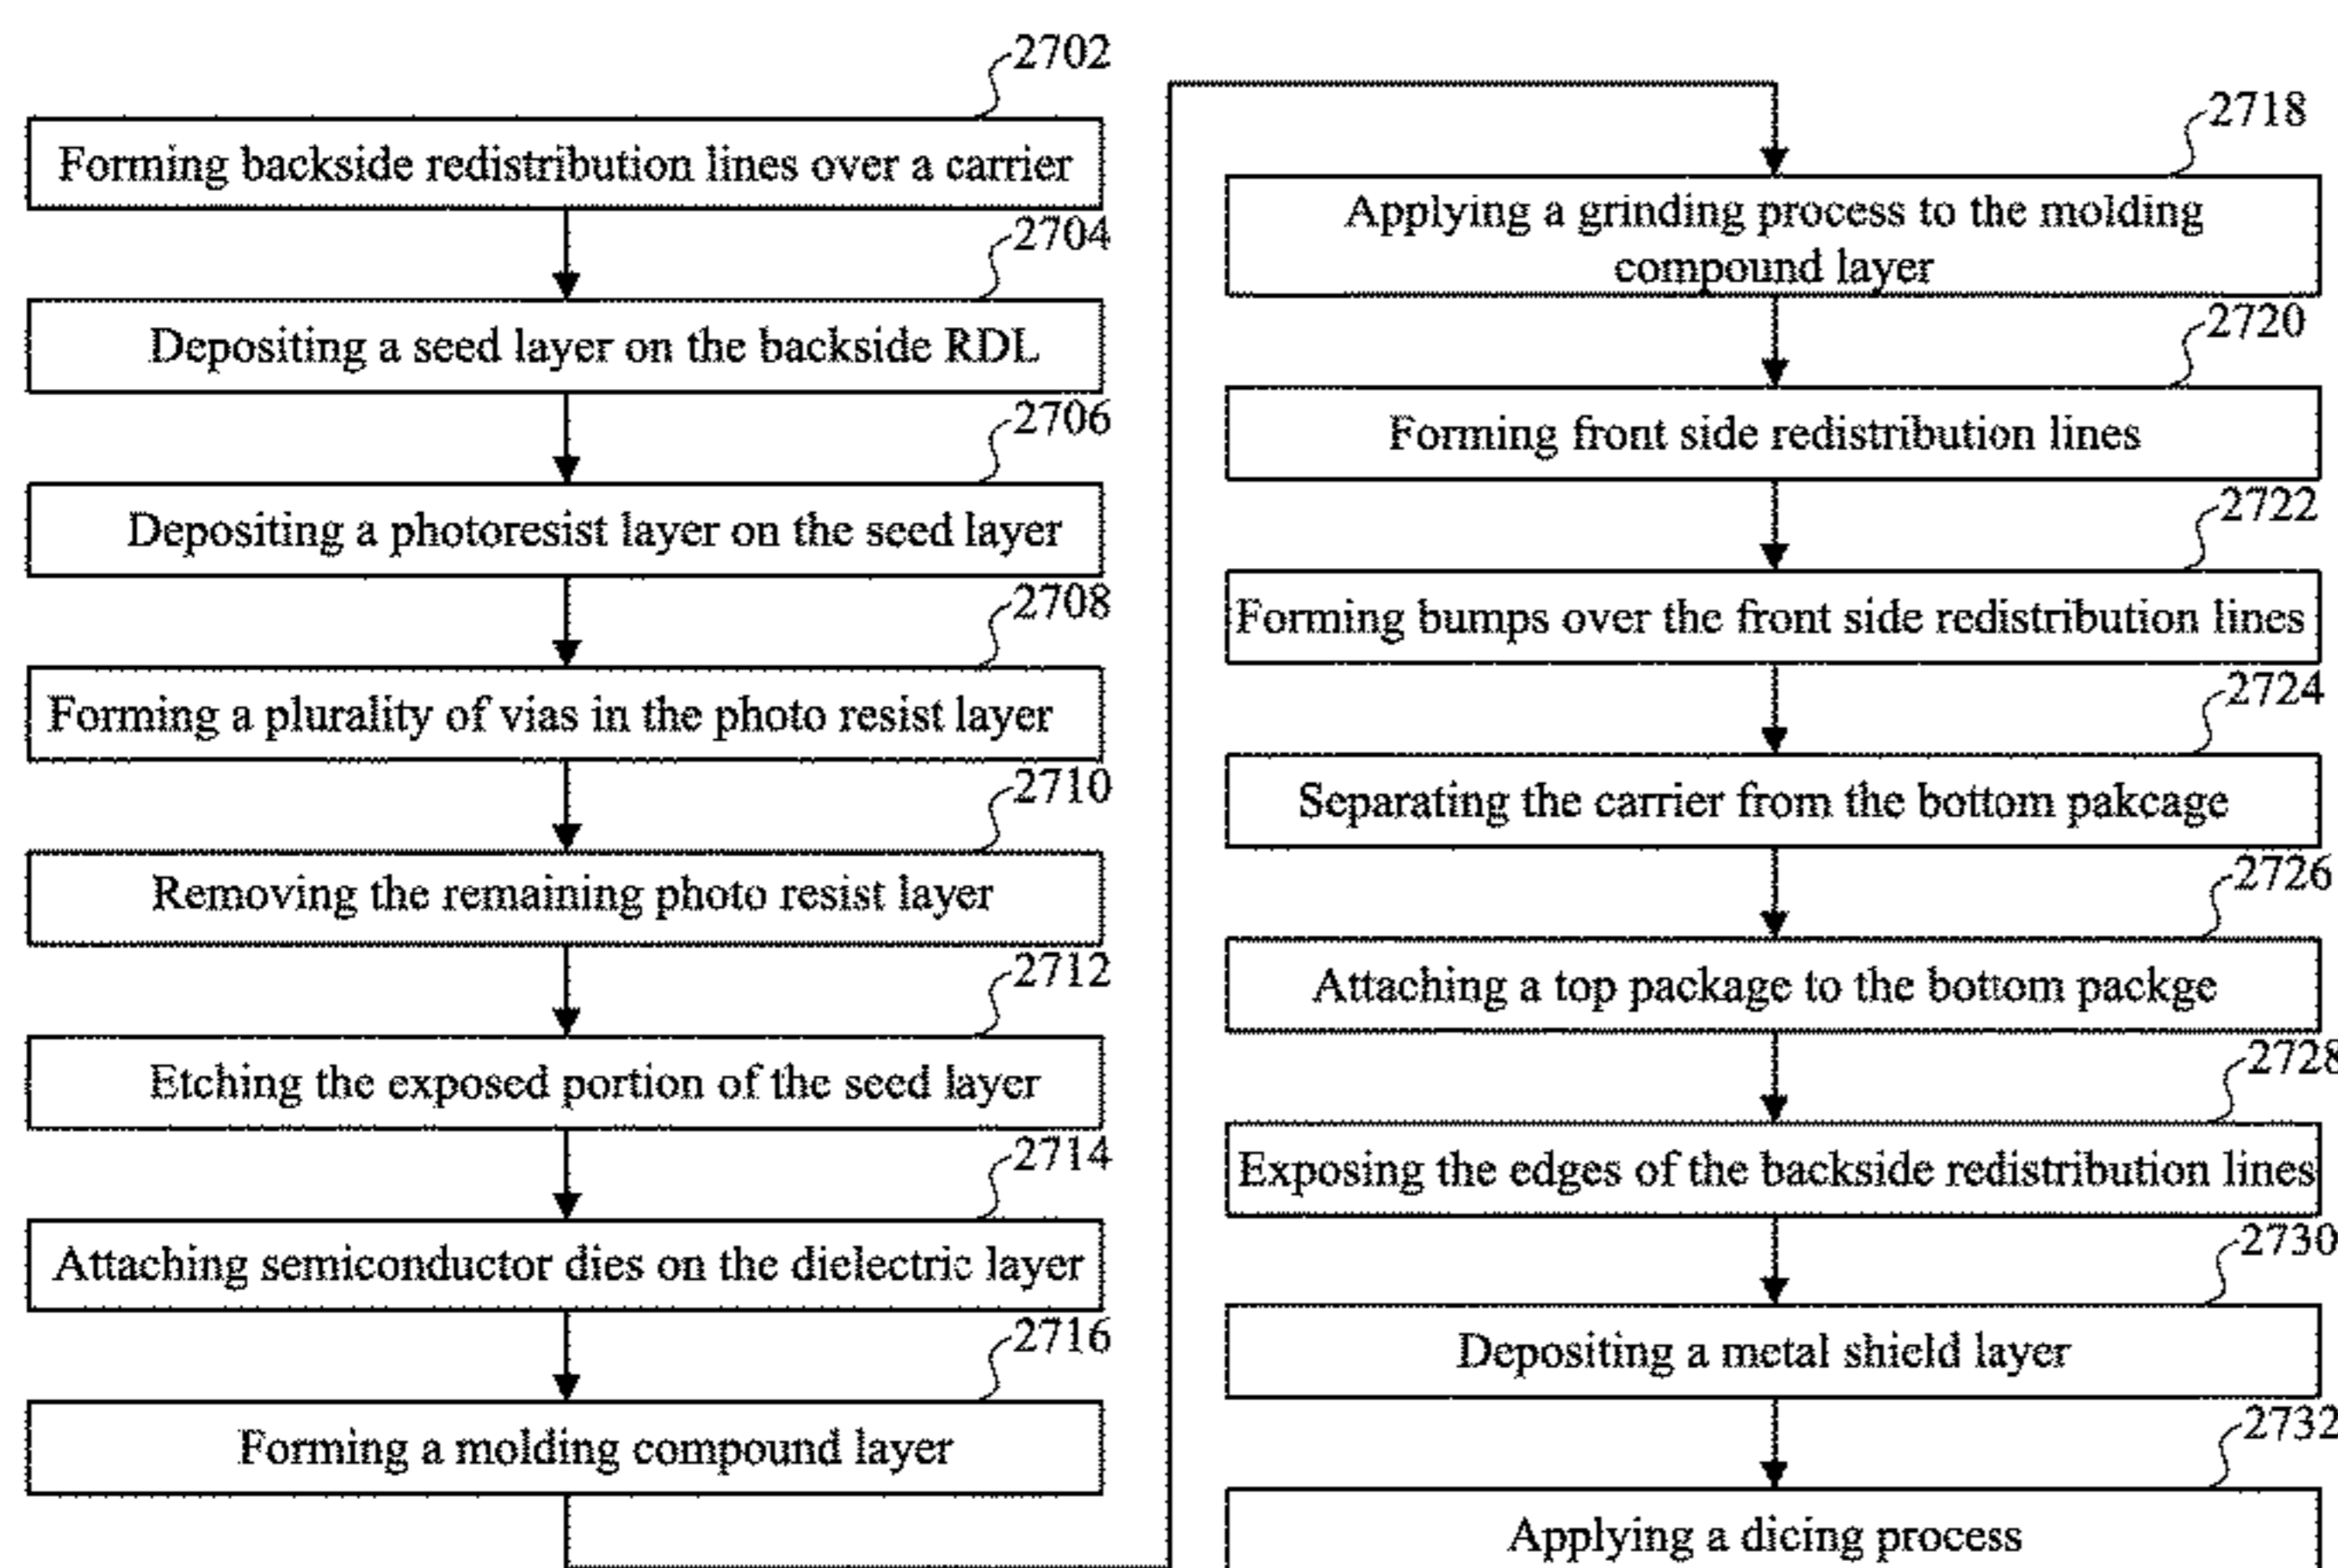 2702
Forming backside redistribution lines over a carrier
2704
Depositing a seed layer on the backside RDL
2706
Depositing a photoresist layer on the seed layer
2708
Forming a plurality of vias in the photo resist layer
2710
Removing the remaining photo resist layer
2712
Etching the exposed portion of the seed layer
2714
Attaching semiconductor dies on the dielectric layer
2716
Forming a molding compound layer
2718
Applying a grinding process to the molding
compound layer
2720
Forming front side redistribution lines
2722
Forming bumps over the front side redistribution lines
2724
Separating the carrier from the bottom pakcage
2726
Attaching a top package to the bottom packge
2728
Exposing the edges of the backside redistribution lines
2730
Depositing a metal shield layer
2732
Applying a dicing process